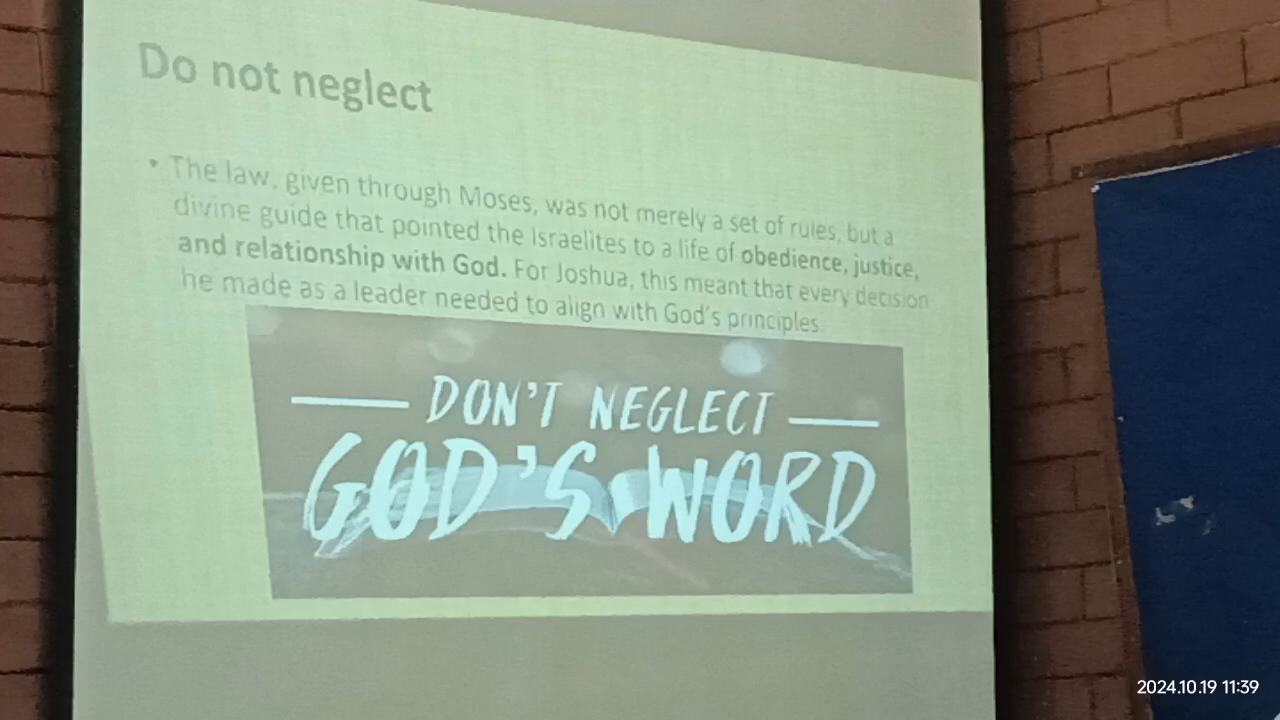 Do not neglect
• The law, given through Moses, was not merely a set of rules, but a
divine guide that pointed the Israelites to a life of obedience, justice,
and relationship with God. For Joshua, this meant that every decision
he made as a leader needed to align with God's principles.
DON'T NEGLECT
GOD'S WORD
2024.10.19 11:39